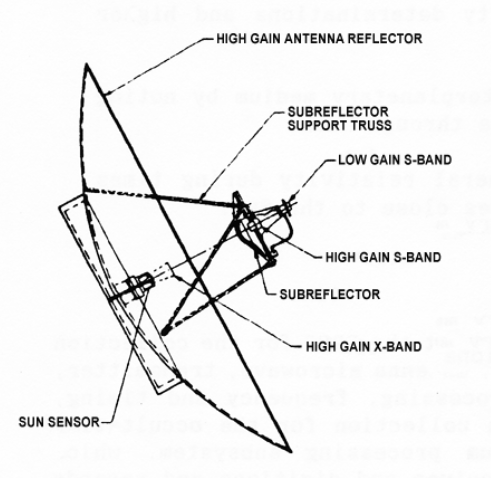 HIGH GAIN ANTENNA REFLECTOR
SUBREFLECTOR
SUPPORT TRUSS
LOW GAIN S-BAND
HIGH GAIN S-BAND
SUBREFLECTOR
HIGH GAIN X-BAND
SUN SENSOR